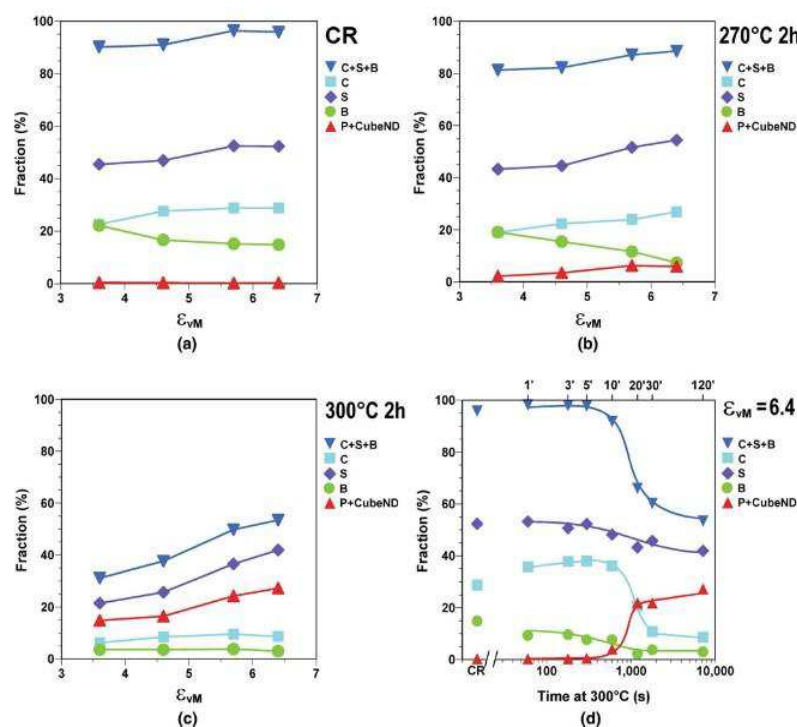 CR
100
80
60
40
20
0
Fraction (%)
3 4 5 6 7
εvM
C+S+B
C
S
B
P+CubeND
(a)
270°C 2h
100
80
60
40
20
0
Fraction (%)
3 4 5 6 7
εvM
C+S+B
C
S
B
P+CubeND
(b)
300°C 2h
100
80
60
40
20
0
Fraction (%)
3 4 5 6 7
εvM
C+S+B
C
S
B
P+CubeND
(c)
1' 3' 5' 10' 20' 30' 120'
εvM = 6.4
100
80
60
40
20
0
Fraction (%)
CR 100 1,000 10,000
Time at 300°C (s)
C+S+B
C
S
B
P+CubeND
(d)